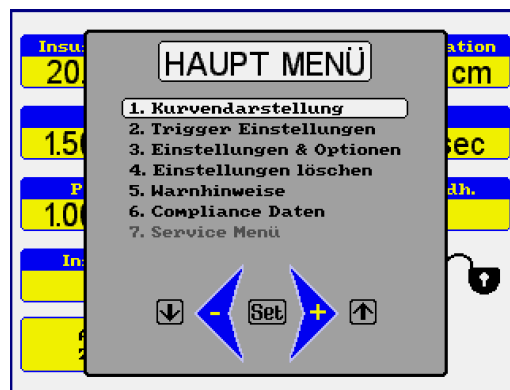 HAUPT MENÜ
1. Kurvendarstellung
2. Trigger Einstellungen
3. Einstellungen & Optionen
4. Einstellungen löschen
5. Warnhinweise
6. Compliance Daten
7. Service Menü
- Set +
cm